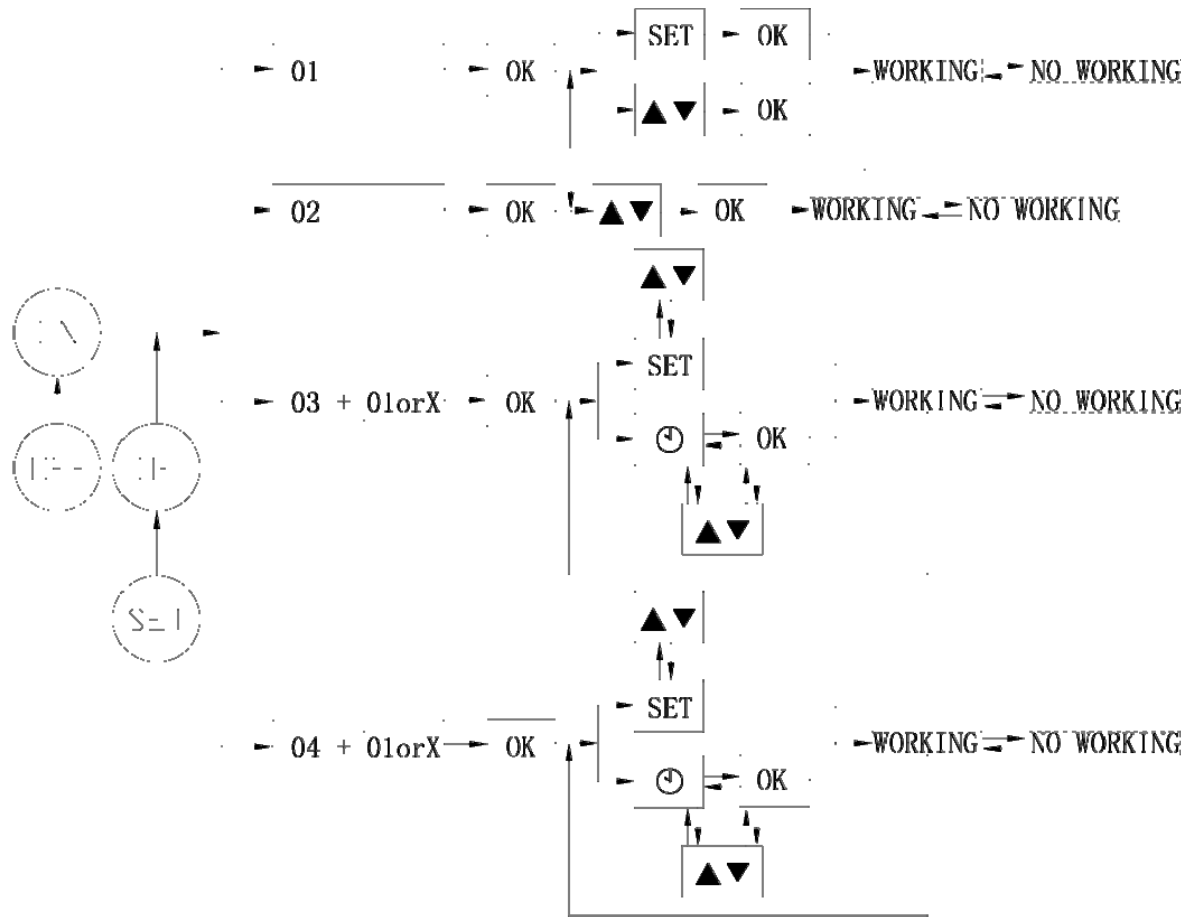 SET OK
01 OK WORKING NO WORKING
▲▼ OK
02 OK ▲▼ OK WORKING NO WORKING
▲▼
SET
03 + 01orX OK WORKING NO WORKING
OK
▲▼
▲▼
SET
04 + 01orX OK WORKING NO WORKING
OK
▲▼